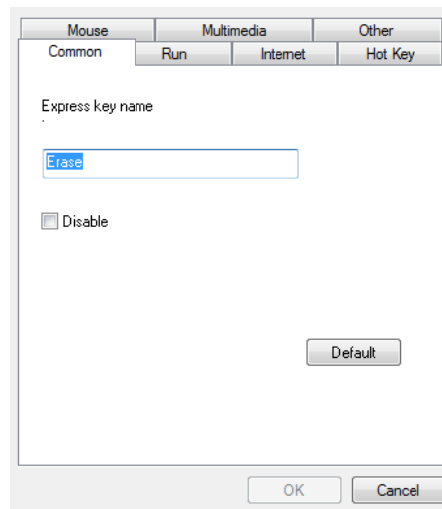 Mouse Multimedia Other
Common Run Internet Hot Key
Express key name
Erase
Disable
Default
OK Cancel